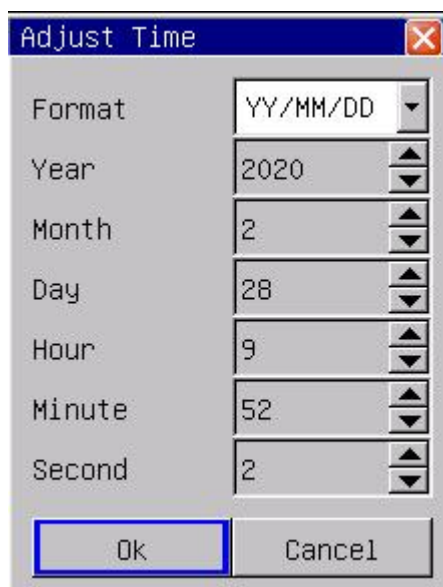 Adjust Time
Format YY/MM/DD
Year 2020
Month 2
Day 28
Hour 9
Minute 52
Second 2
Ok Cancel